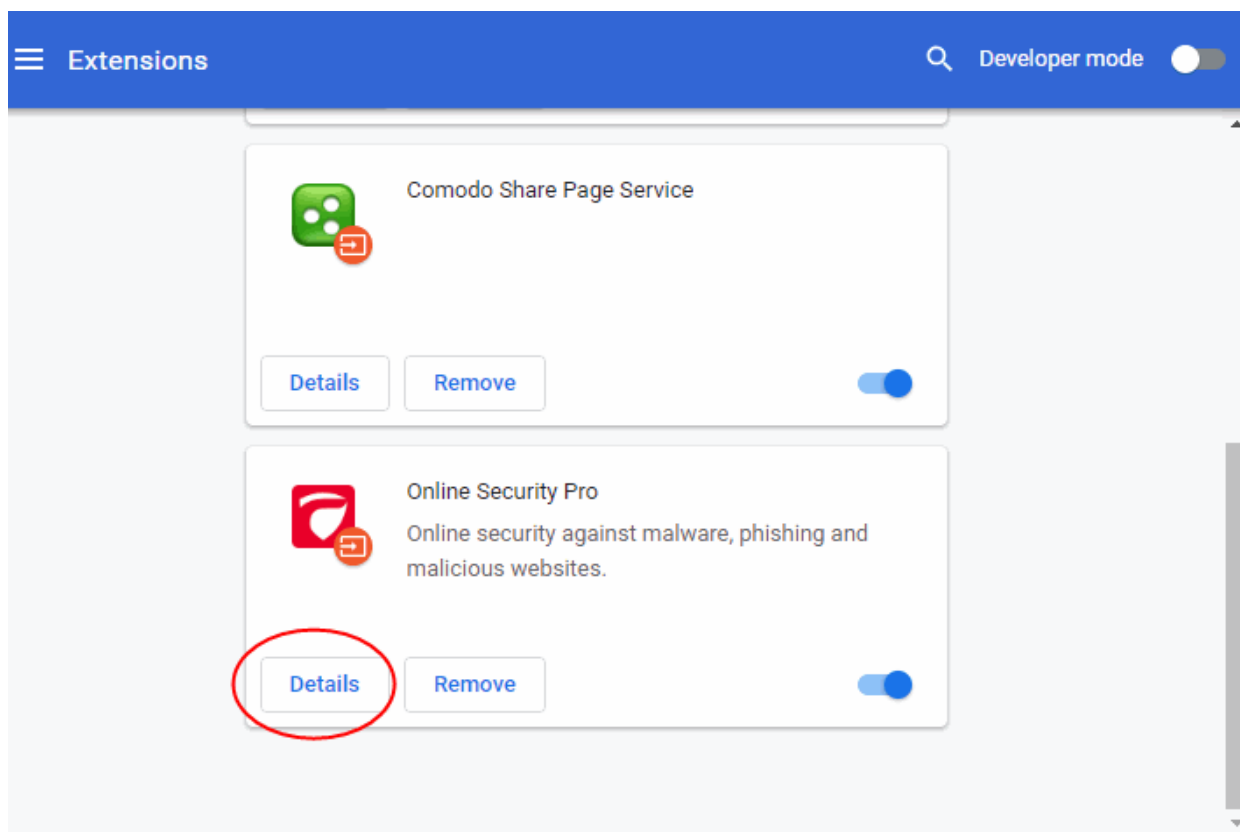 Extensions
Developer mode
Comodo Share Page Service
Details
Remove
Online Security Pro
Online security against malware, phishing and
malicious websites.
Details
Remove